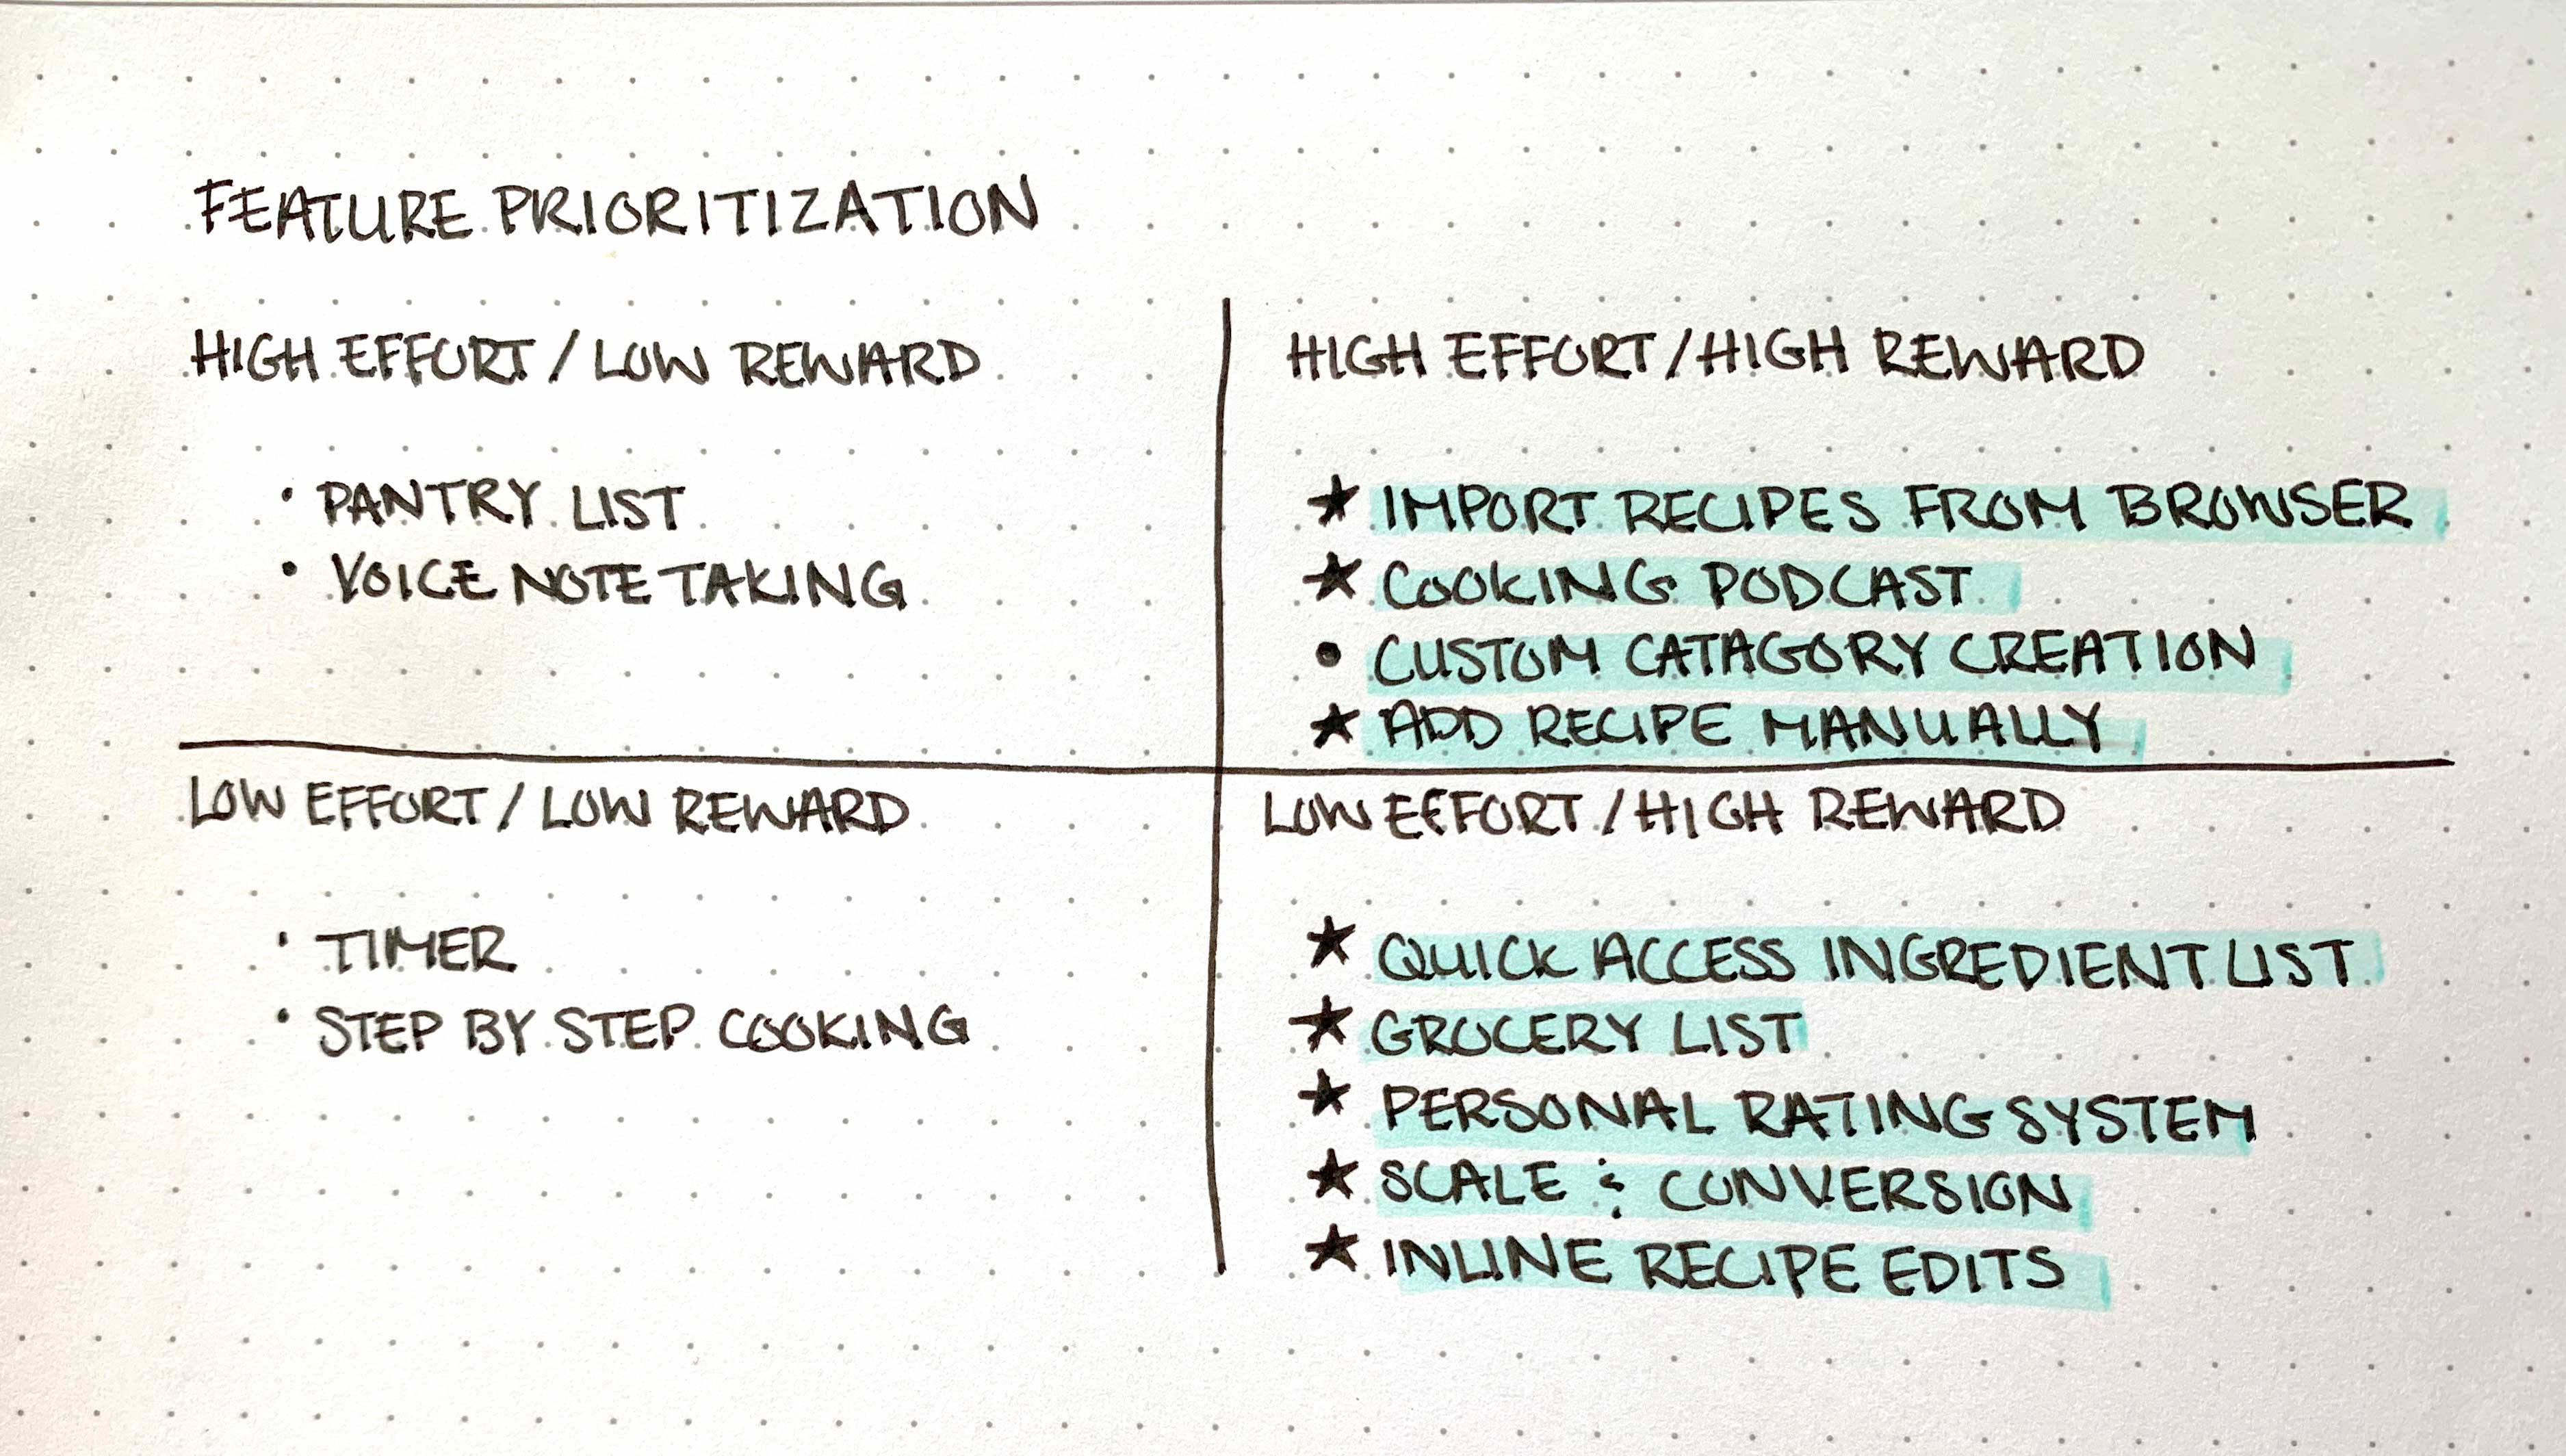 FEATURE PRIORITIZATION
HIGH EFFORT / LOW REWARD
• PANTRY LIST
• VOICE NOTE TAKING
HIGH EFFORT / HIGH REWARD
★ IMPORT RECIPES FROM BROWSER
★ COOKING PODCAST
• CUSTOM CATAGORY CREATION
★ ADD RECIPE MANUALLY
LOW EFFORT / LOW REWARD
• TIMER
• STEP BY STEP COOKING
LOW EFFORT / HIGH REWARD
★ QUICK ACCESS INGREDIENT LIST
★ GROCERY LIST
★ PERSONAL RATING SYSTEM
★ SCALE & CONVERSION
★ INLINE RECIPE EDITS